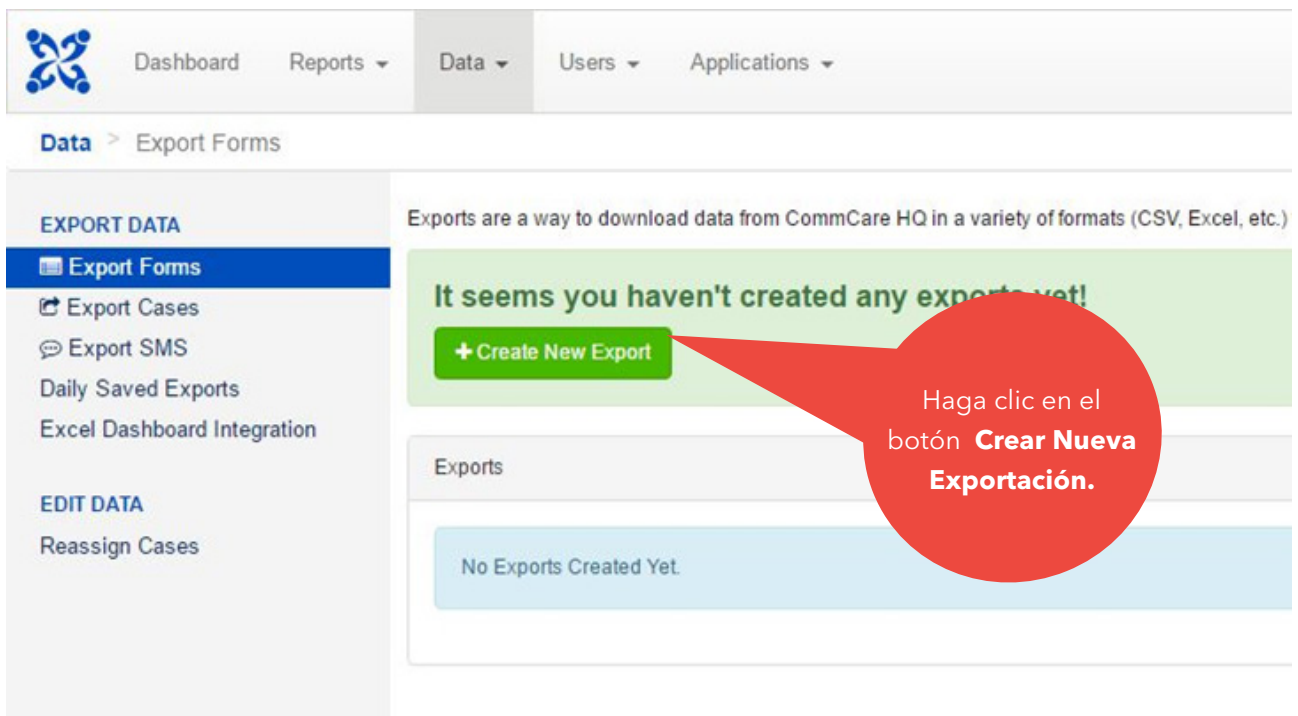 Dashboard Reports Data Users Applications
Data > Export Forms
EXPORT DATA
Export Forms
Export Cases
Export SMS
Daily Saved Exports
Excel Dashboard Integration
EDIT DATA
Reassign Cases
Exports are a way to download data from CommCare HQ in a variety of formats (CSV, Excel, etc.)
It seems you haven't created any exports yet!
+ Create New Export
Haga clic en el
botón Crear Nueva
Exportación.
Exports
No Exports Created Yet.